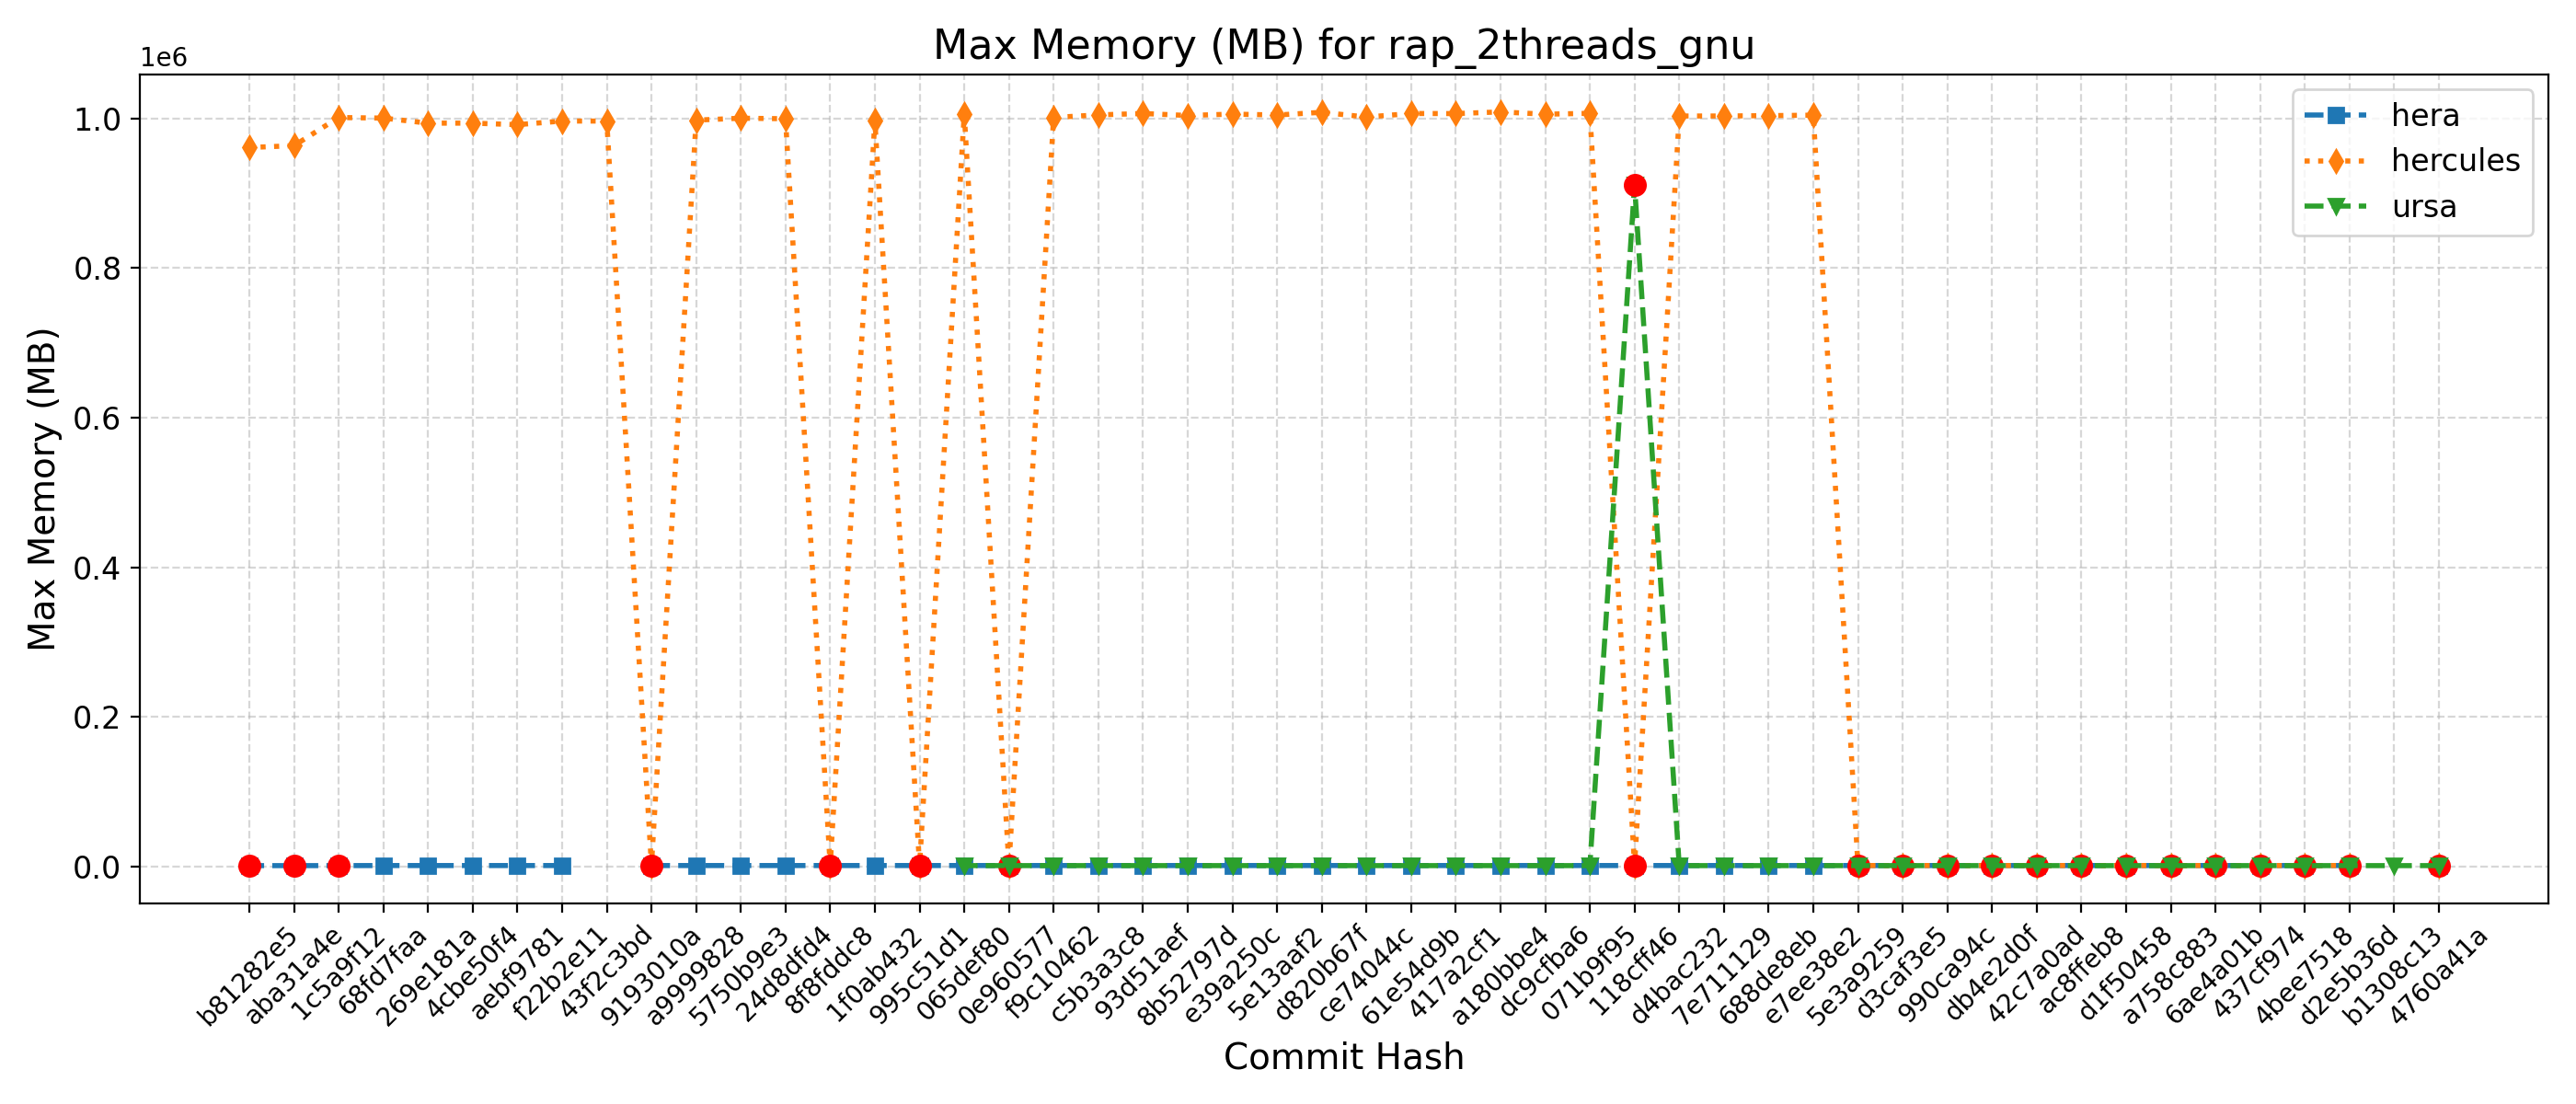 Max Memory (MB) for rap_2threads_gnu
1e6
hera
hercules
ursa
1.0
0.8
0.6
0.4
0.2
0.0
Max Memory (MB)
b81282e5
aba31a4e
1c5a9f12
68fd7faa
269e181a
4cbe50f4
aebf9781
f22b2e11
43f2c3bd
9193010a
a9999828
5750b9e3
24d8dfd4
8f8fddc8
1f0ab432
995c51d1
065def80
0e960577
f9c10462
c5b3a3c8
93d51aef
8b52797d
e39a250c
5e13aaf2
d820b67f
ce74044c
61e54d9b
417a2cf1
a180bbe4
dc9cfba6
071b9f95
118cff46
d4bac232
7e711129
688de8eb
e7ee38e2
5e3a9259
d3caf3e5
990ca94c
db4e2d0f
42c7a0ad
ac8ffeb8
d1f50458
a758c883
6ae4a01b
437cf974
4bee7518
d2e5b36d
b1308c13
4760a41a
Commit Hash